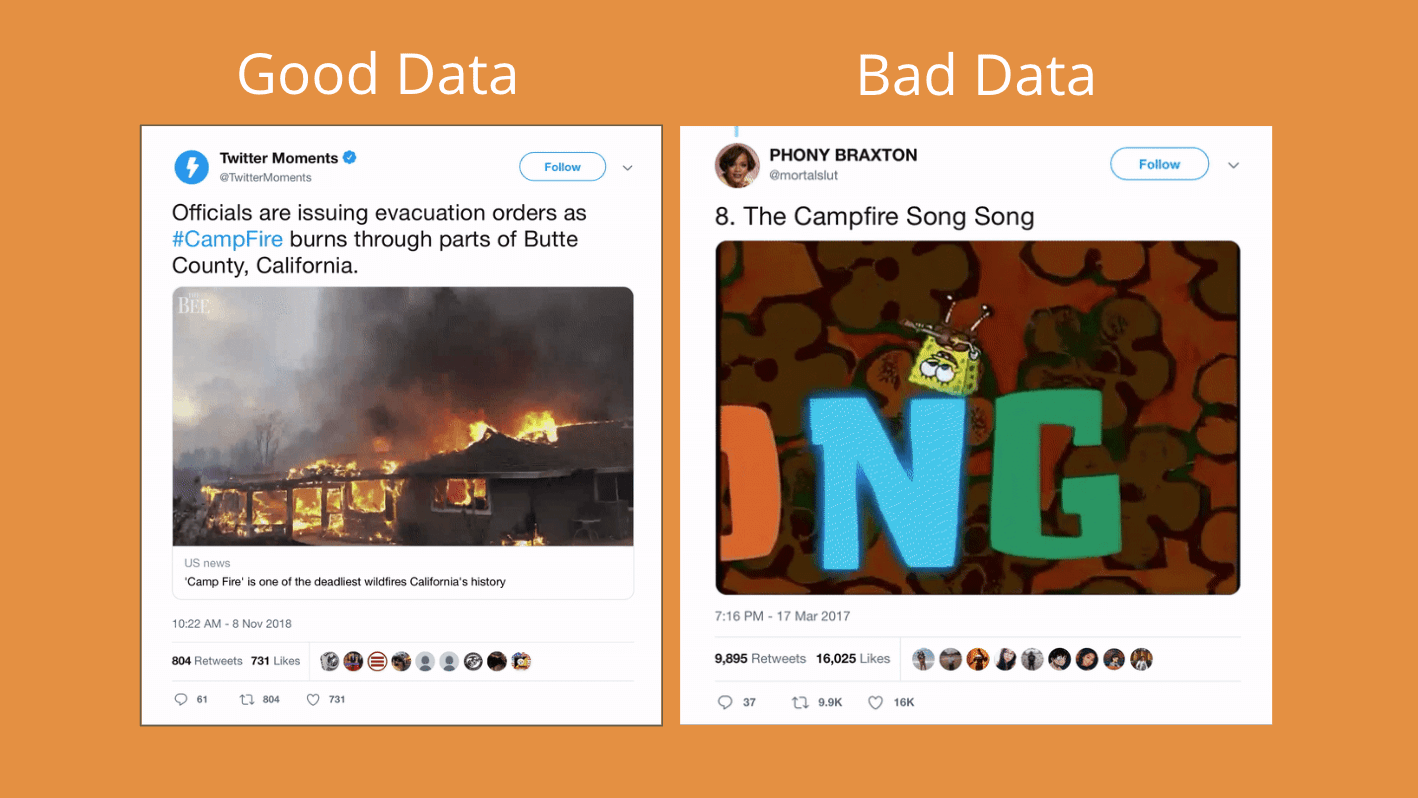 Good Data
Bad Data
Twitter Moments
@TwitterMoments
Follow
Officials are issuing evacuation orders as
#CampFire burns through parts of Butte
County, California.
BEE
US news
'Camp Fire' is one of the deadliest wildfires California's history
10:22 AM - 8 Nov 2018
804 Retweets 731 Likes
61 804 731
PHONY BRAXTON
@mortalslut
Follow
8. The Campfire Song Song
NG
7:16 PM - 17 Mar 2017
9,895 Retweets 16,025 Likes
37 9.9K 16K